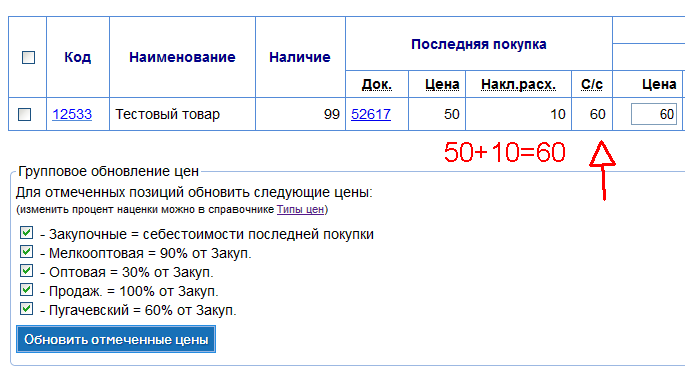 Код Наименование Наличие Последняя покупка
Док. Цена Накл.расх. С/с Цена
12533 Тестовый товар 99 52617 50 10 60 60
50+10=60
Групповое обновление цен
Для отмеченных позиций обновить следующие цены:
(изменить процент наценки можно в справочнике Типы цен)
- Закупочные = себестоимости последней покупки
- Мелкооптовая = 90% от Закуп.
- Оптовая = 30% от Закуп.
- Продаж. = 100% от Закуп.
- Пугачевский = 60% от Закуп.
Обновить отмеченные цены